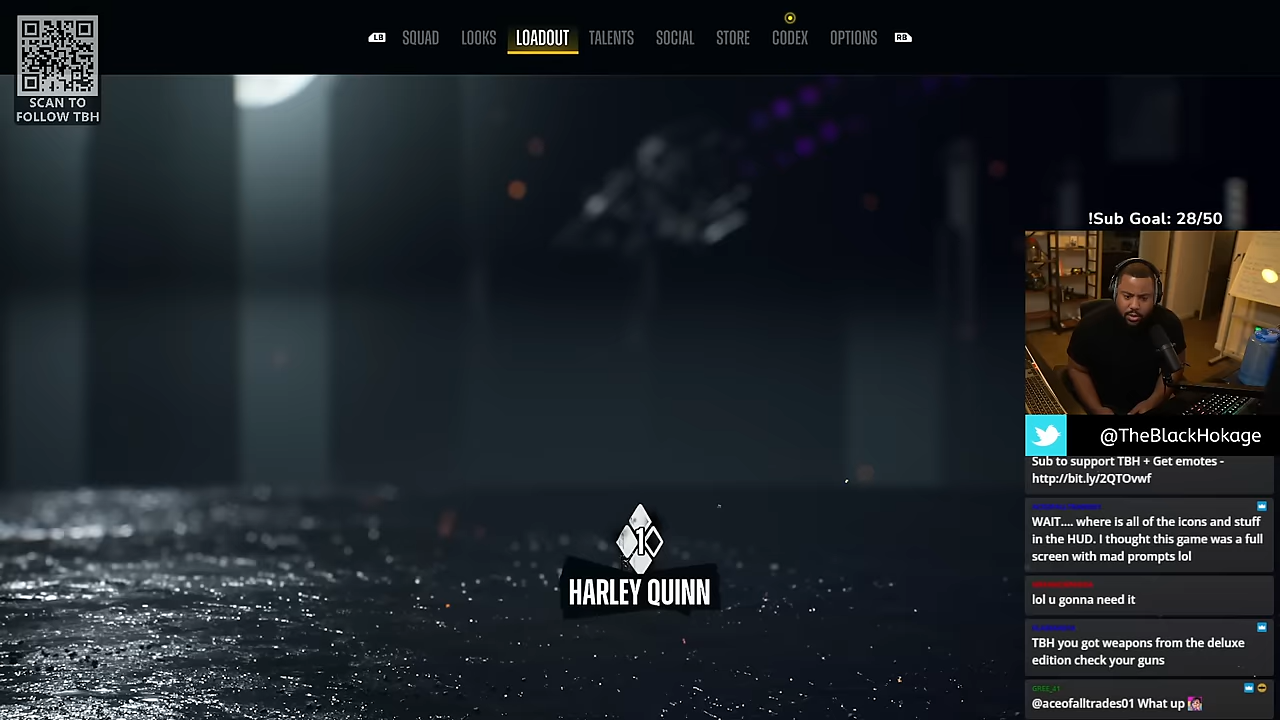 LB SQUAD LOOKS LOADOUT TALENTS SOCIAL STORE CODEX OPTIONS RB
SCAN TO
FOLLOW TBH
!Sub Goal: 28/50
@TheBlackHokage
Sub to support TBH + Get emotes -
http://bit.ly/2QTOvwf
WAIT.... where is all of the icons and stuff
in the HUD. I thought this game was a full
screen with mad prompts lol
lol u gonna need it
TBH you got weapons from the deluxe
edition check your guns
GREE_41
@aceofalltrades01 What up
1
HARLEY QUINN